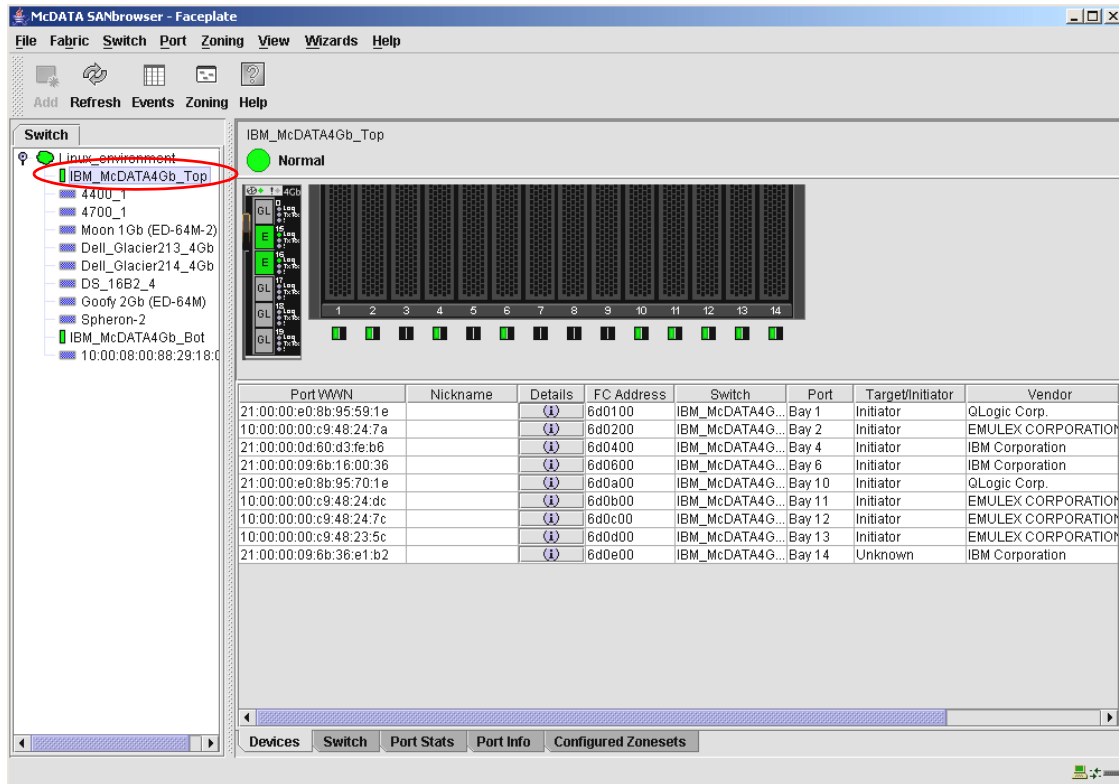 McDATA SANbrowser - Faceplate
File Fabric Switch Port Zoning View Wizards Help
Add Refresh Events Zoning Help
Switch
Linux_environment
IBM_McDATA4Gb_Top
4400_1
4700_1
Moon 1Gb (ED-64M-2)
Dell_Glacier213_4Gb
Dell_Glacier214_4Gb
DS_16B2_4
Goofy 2Gb (ED-64M)
Spheron-2
IBM_McDATA4Gb_Bot
10:00:08:00:88:29:18:0
IBM_McDATA4Gb_Top
Normal
4Gb
GL 0 Log
E 15 Log
E 16 Log
GL 17 Log
GL 18 Log
GL 19 Log
1 2 3 4 5 6 7 8 9 10 11 12 13 14
Port WWN Nickname Details FC Address Switch Port Target/Initiator Vendor
21:00:00:e0:8b:95:59:1e (i) 6d0100 IBM_McDATA4G... Bay 1 Initiator QLogic Corp.
10:00:00:00:c9:48:24:7a (i) 6d0200 IBM_McDATA4G... Bay 2 Initiator EMULEX CORPORATION
21:00:00:0d:60:d3:fe:b6 (i) 6d0400 IBM_McDATA4G... Bay 4 Initiator IBM Corporation
21:00:00:09:6b:16:00:36 (i) 6d0600 IBM_McDATA4G... Bay 6 Initiator IBM Corporation
21:00:00:e0:8b:95:70:1e (i) 6d0a00 IBM_McDATA4G... Bay 10 Initiator QLogic Corp.
10:00:00:00:c9:48:24:dc (i) 6d0b00 IBM_McDATA4G... Bay 11 Initiator EMULEX CORPORATION
10:00:00:00:c9:48:24:7c (i) 6d0c00 IBM_McDATA4G... Bay 12 Initiator EMULEX CORPORATION
10:00:00:00:c9:48:23:5c (i) 6d0d00 IBM_McDATA4G... Bay 13 Initiator EMULEX CORPORATION
21:00:00:09:6b:36:e1:b2 (i) 6d0e00 IBM_McDATA4G... Bay 14 Unknown IBM Corporation
Devices Switch Port Stats Port Info Configured Zonesets